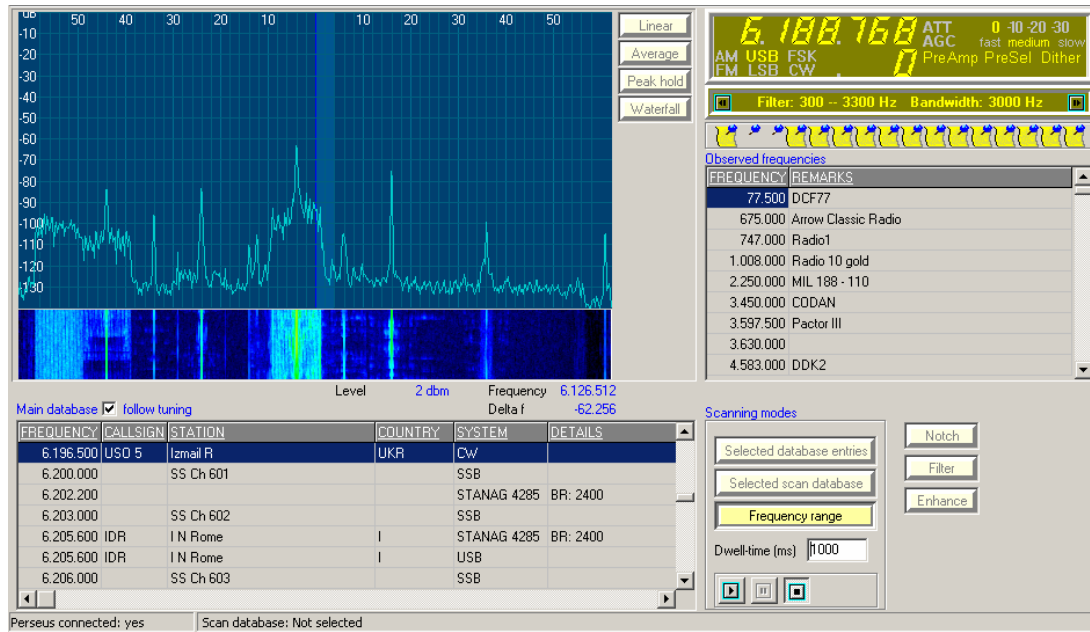 dB 50 40 30 20 10 10 20 30 40 50
-10
-20
-30
-40
-50
-60
-70
-80
-90
-100
-110
-120
-130
Linear
Average
Peak hold
Waterfall
6.188.768
ATT 0 -10 -20 -30
AGC fast medium slow
AM USB FSK
FM LSB CW . 0
PreAmp PreSel Dither
Filter: 300 -- 3300 Hz Bandwidth: 3000 Hz
Observed frequencies
FREQUENCY REMARKS
77.500 DCF77
675.000 Arrow Classic Radio
747.000 Radio1
1.008.000 Radio 10 gold
2.250.000 MIL 188 - 110
3.450.000 CODAN
3.597.500 Pactor III
3.630.000
4.583.000 DDK2
Level 2 dbm Frequency 6.126.512
Delta f -62.256
Main database follow tuning
FREQUENCY CALLSIGN STATION COUNTRY SYSTEM DETAILS
6.196.500 USO 5 Izmail R UKR CW
6.200.000 SS Ch 601 SSB
6.202.200 STANAG 4285 BR: 2400
6.203.000 SS Ch 602 SSB
6.205.600 IDR I N Rome I STANAG 4285 BR: 2400
6.205.600 IDR I N Rome I USB
6.206.000 SS Ch 603 SSB
Scanning modes
Selected database entries
Selected scan database
Frequency range
Dwell-time (ms) 1000
Notch
Filter
Enhance
Perseus connected: yes Scan database: Not selected